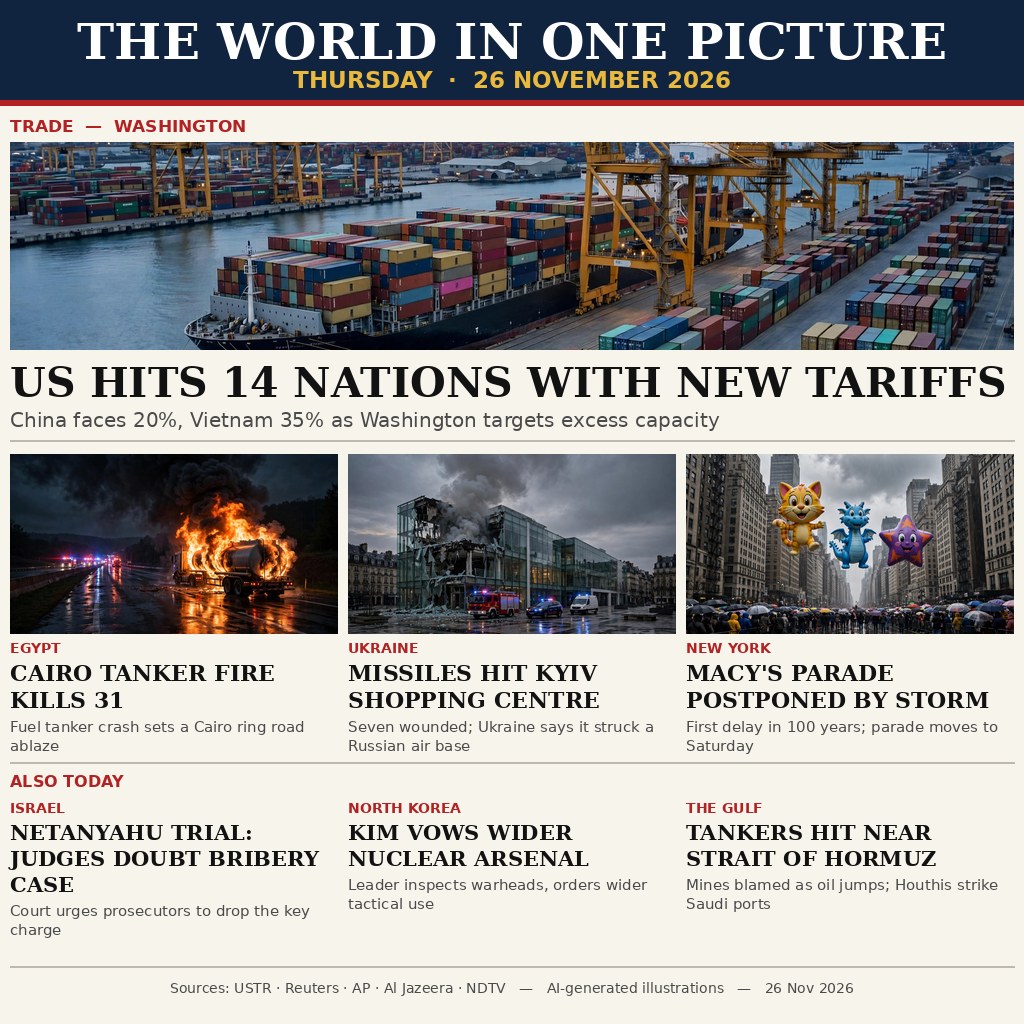 THE WORLD IN ONE PICTURE
THURSDAY · 26 NOVEMBER 2026
TRADE — WASHINGTON
US HITS 14 NATIONS WITH NEW TARIFFS
China faces 20%, Vietnam 35% as Washington targets excess capacity
EGYPT
CAIRO TANKER FIRE
KILLS 31
Fuel tanker crash sets a Cairo ring road
ablaze
UKRAINE
MISSILES HIT KYIV
SHOPPING CENTRE
Seven wounded; Ukraine says it struck a
Russian air base
NEW YORK
MACY'S PARADE
POSTPONED BY STORM
First delay in 100 years; parade moves to
Saturday
ALSO TODAY
ISRAEL
NETANYAHU TRIAL:
JUDGES DOUBT BRIBERY
CASE
Court urges prosecutors to drop the key
charge
NORTH KOREA
KIM VOWS WIDER
NUCLEAR ARSENAL
Leader inspects warheads, orders wider
tactical use
THE GULF
TANKERS HIT NEAR
STRAIT OF HORMUZ
Mines blamed as oil jumps; Houthis strike
Saudi ports
Sources: USTR · Reuters · AP · Al Jazeera · NDTV — AI-generated illustrations — 26 Nov 2026